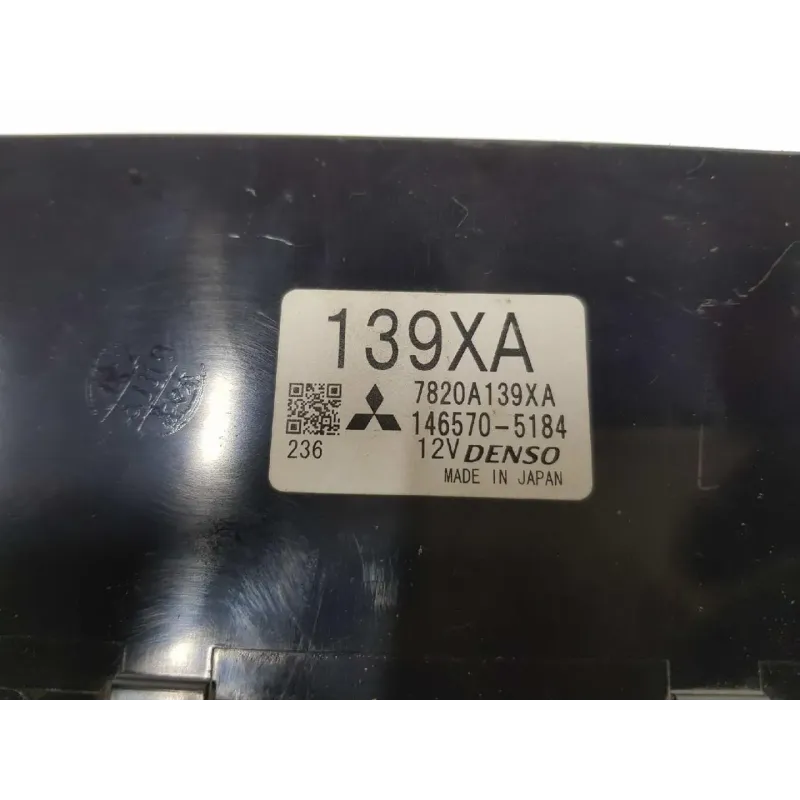 139XA
7820A139XA
146570-5184
236
12V DENSO
MADE IN JAPAN